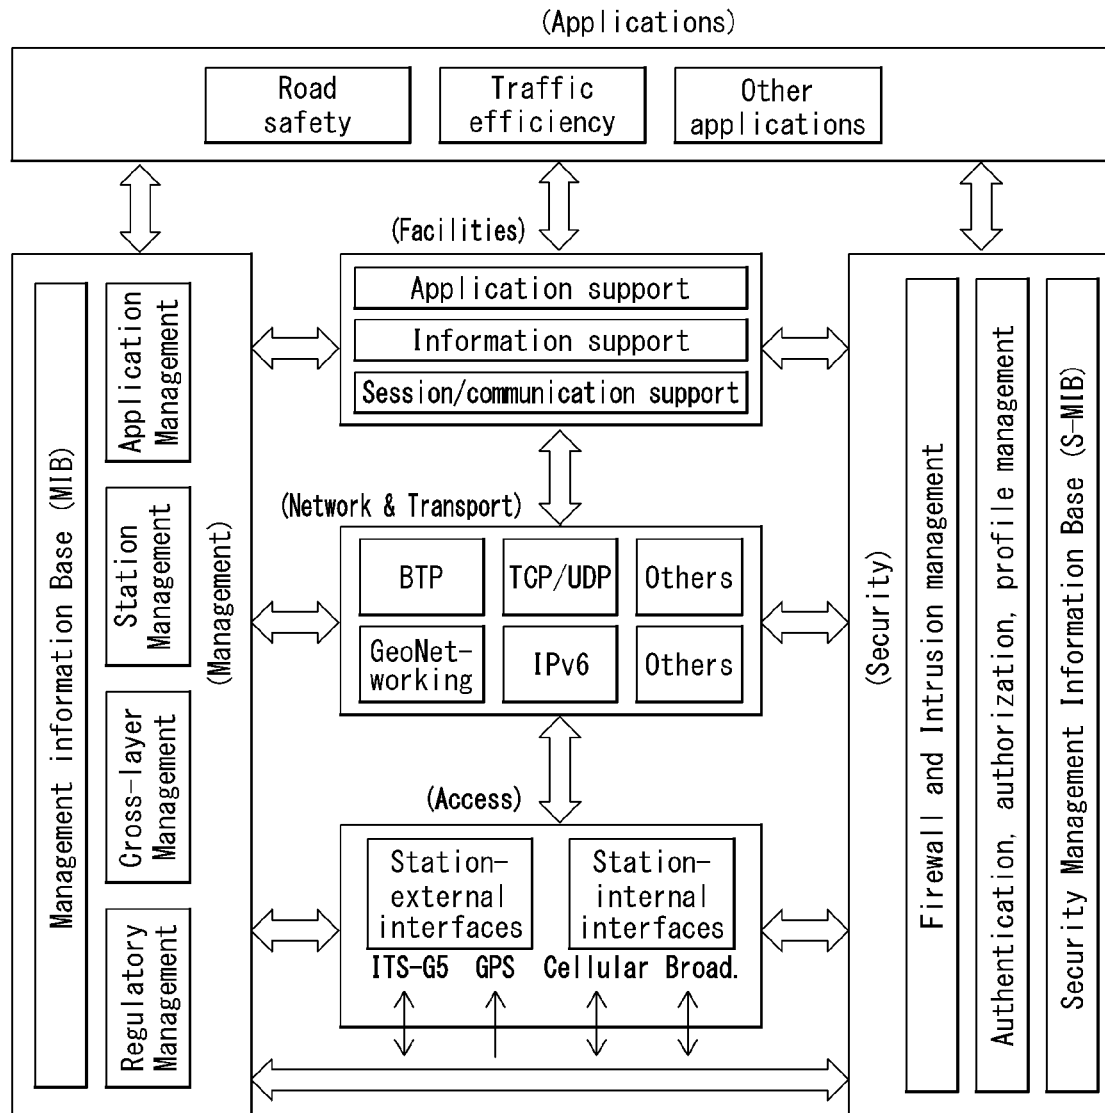 (Applications)
Road
safety
Traffic
efficiency
Other
applications
(Facilities)
Application support
Information support
Session/communication support
(Network & Transport)
BTP
TCP/UDP
Others
GeoNet-
working
IPv6
Others
(Access)
Station-
external
interfaces
Station-
internal
interfaces
ITS-G5 GPS Cellular Broad.
Management information Base (MIB)
Application
Management
Station
Management
Cross-layer
Management
Regulatory
Management
(Management)
(Security)
Firewall and Intrusion management
Authentication, authorization, profile management
Security Management Information Base (S-MIB)